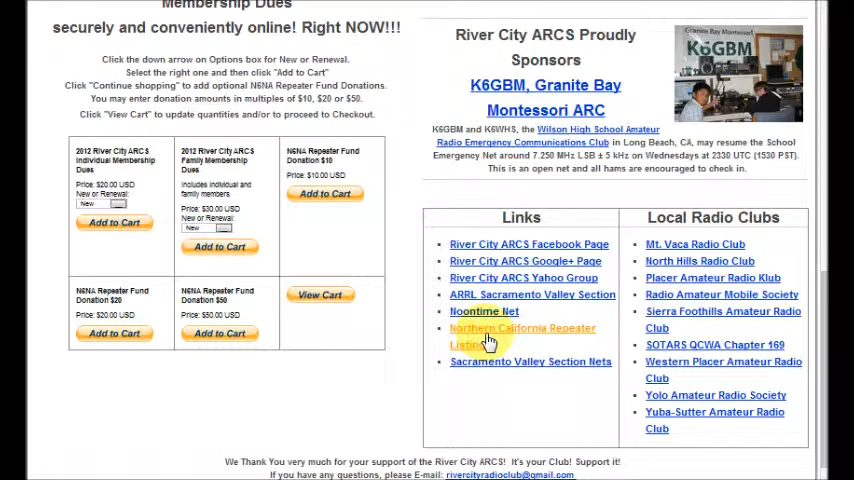 Membership Dues
securely and conveniently online! Right NOW!!!
Click the down arrow on Options box for New or Renewal.
Select the right one and then click "Add to Cart"
Click "Continue shopping" to add optional N6NA Repeater Fund Donations.
You may enter donation amounts in multiples of $10, $20 or $50.
Click "View Cart" to update quantities and/or to proceed to Checkout.
2012 River City ARCS
Individual Membership
Dues
Price: $20.00 USD
New or Renewal:
New
Add to Cart
2012 River City ARCS
Family Membership
Dues
Includes individual and
family members
Price: $30.00 USD
New or Renewal:
New
Add to Cart
N6NA Repeater Fund
Donation $10
Price: $10.00 USD
Add to Cart
N6NA Repeater Fund
Donation $20
Price: $20.00 USD
Add to Cart
N6NA Repeater Fund
Donation $50
Price: $50.00 USD
Add to Cart
View Cart
River City ARCS Proudly
Sponsors
K6GBM, Granite Bay
Montessori ARC
Granite Bay Montessori
K6GBM
K6GBM and K6WHS, the Wilson High School Amateur
Radio Emergency Communications Club in Long Beach, CA, may resume the School
Emergency Net around 7.250 MHz LSB ± 5 kHz on Wednesdays at 2330 UTC (1530 PST).
This is an open net and all hams are encouraged to check in.
Links
River City ARCS Facebook Page
River City ARCS Google+ Page
River City ARCS Yahoo Group
ARRL Sacramento Valley Section
Noontime Net
Northern California Repeater
Listing
Sacramento Valley Section Nets
Local Radio Clubs
Mt. Vaca Radio Club
North Hills Radio Club
Placer Amateur Radio Klub
Radio Amateur Mobile Society
Sierra Foothills Amateur Radio
Club
SOTARS QCWA Chapter 169
Western Placer Amateur Radio
Club
Yolo Amateur Radio Society
Yuba-Sutter Amateur Radio
Club
We Thank You very much for your support of the River City ARCS! It's your Club! Support it!
If you have any questions, please E-mail: rivercityradioclub@gmail.com